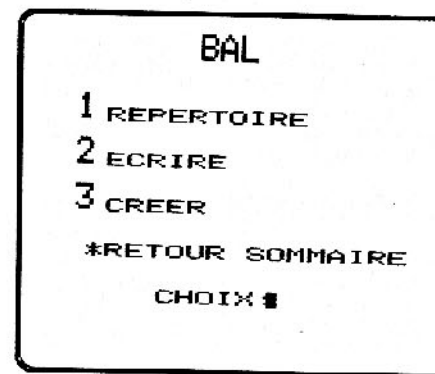 BAL
1 REPERTOIRE
2 ECRIRE
3 CREER
*RETOUR SOMMAIRE
CHOIX